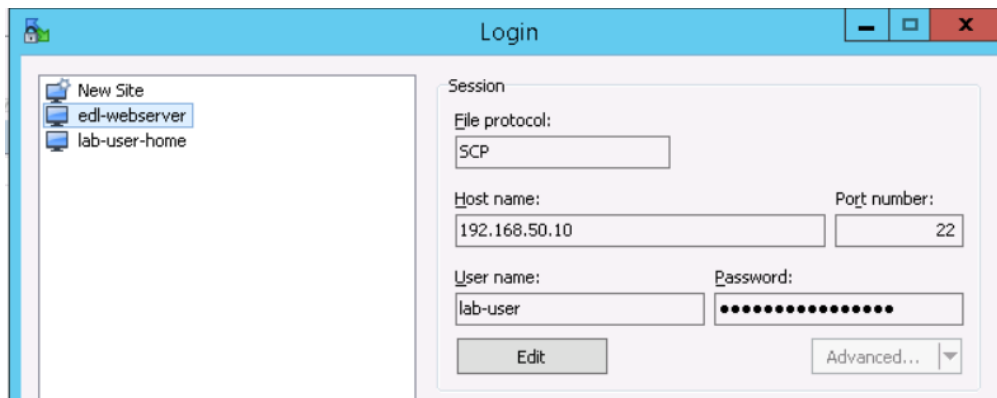 Login
New Site
edl-webserver
lab-user-home
Session
File protocol:
SCP
Host name:
Port number:
192.168.50.10
22
User name:
Password:
lab-user
••••••••••••••••
Edit
Advanced...